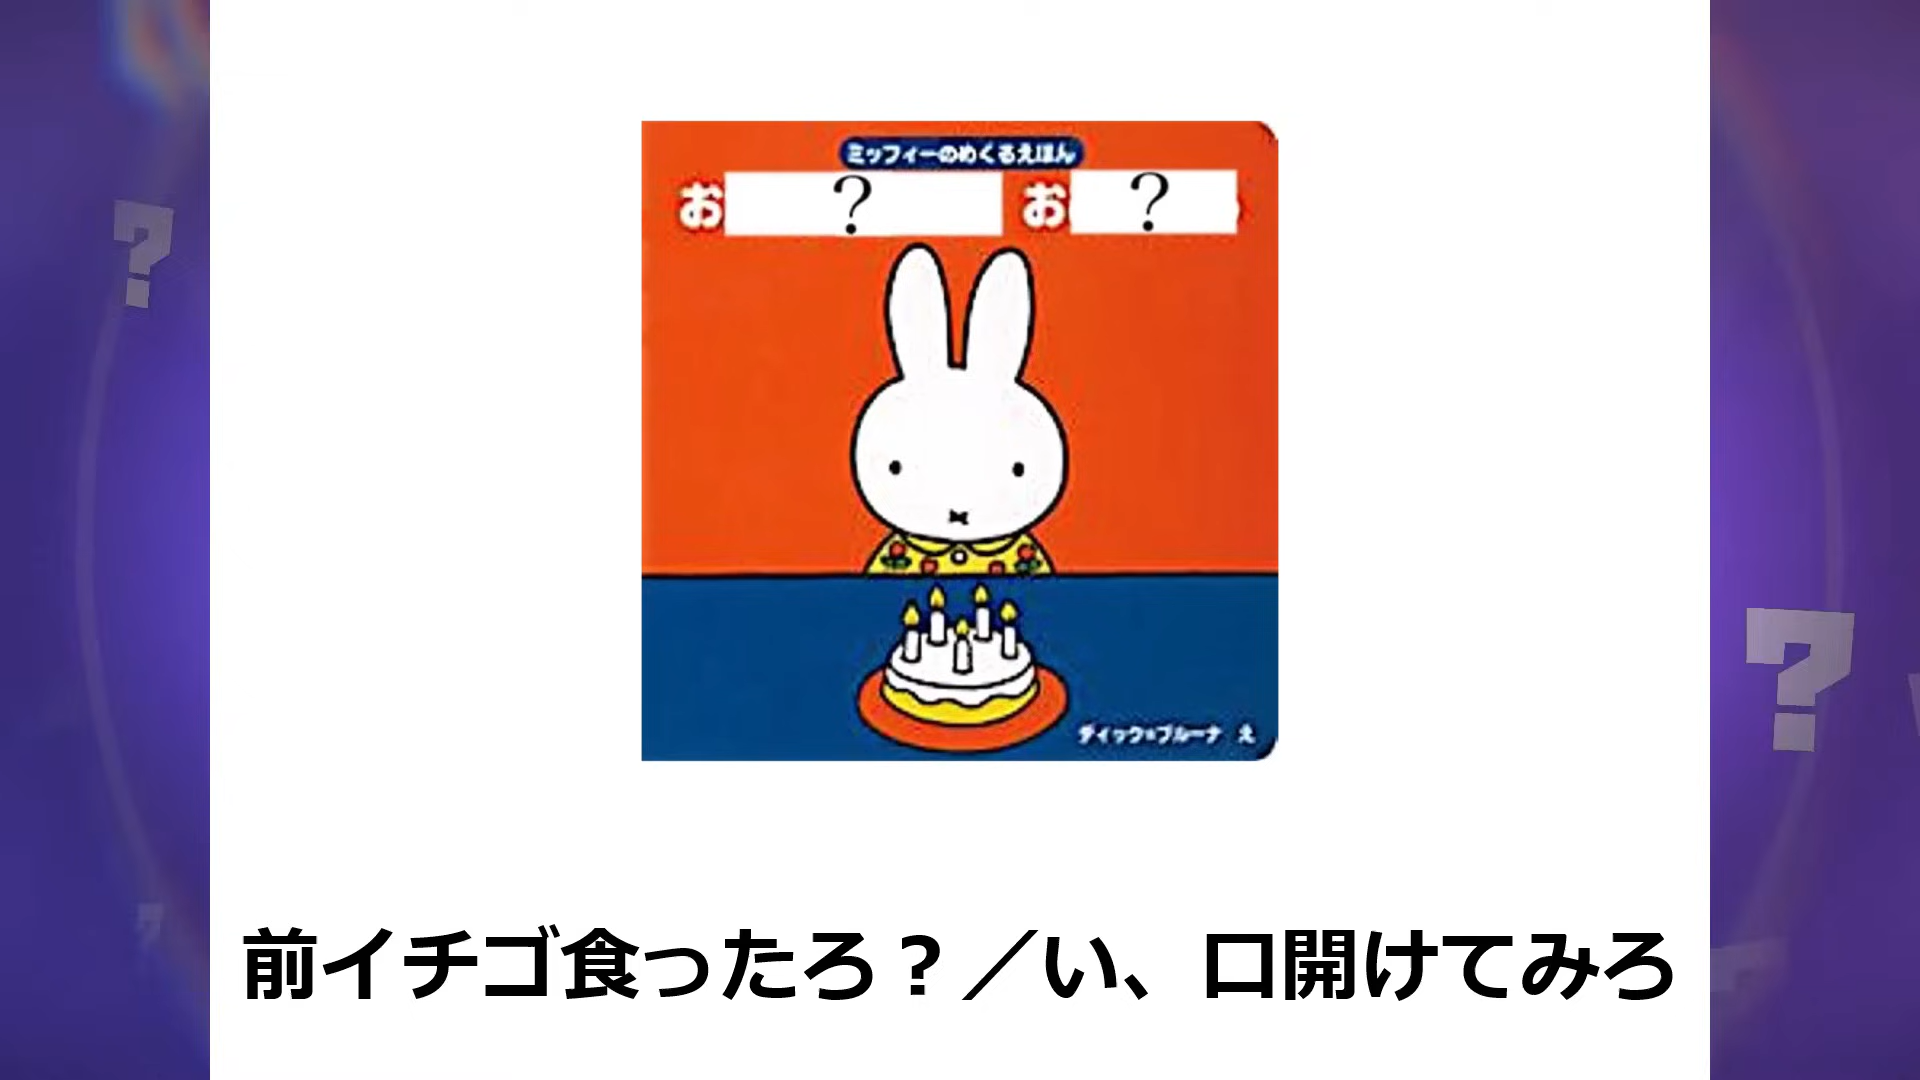 ミッフィーのめくるえほん
お ? お ?
ディック=ブルーナ え
前イチゴ食ったろ？／い、口開けてみろ